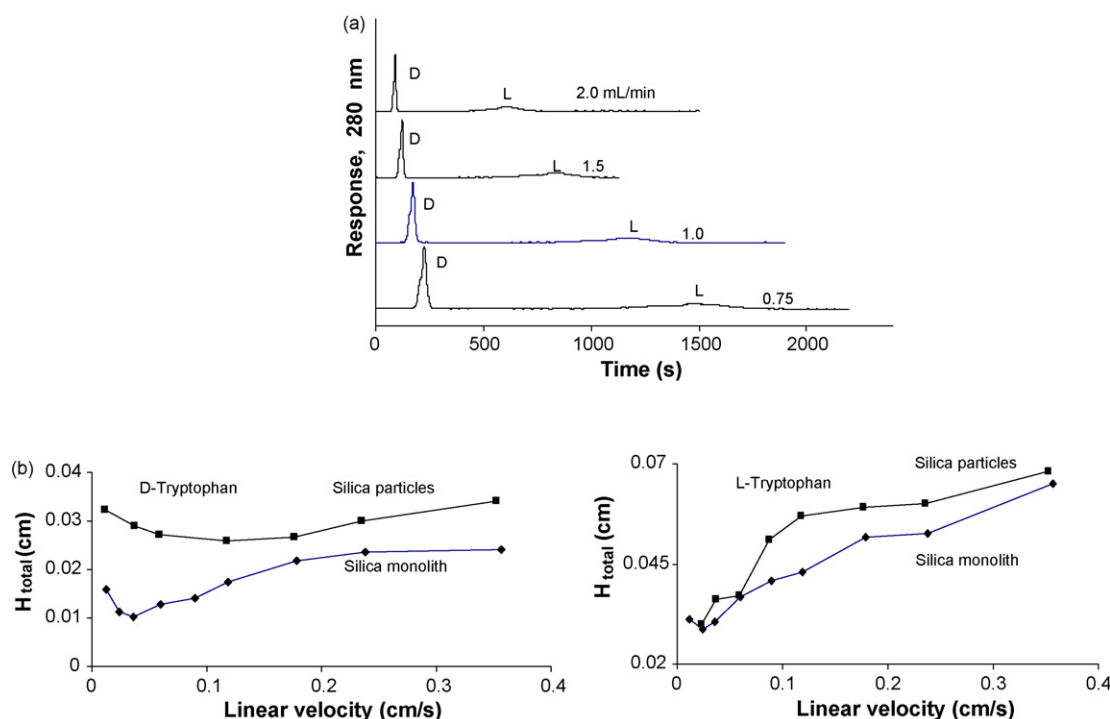 (a)
Response, 280 nm
D
L
2.0 mL/min
D
L
1.5
D
L
1.0
D
L
0.75
0 500 1000 1500 2000
Time (s)
(b)
H total (cm)
0.04
0.03
0.02
0.01
0
D-Tryptophan
Silica particles
Silica monolith
0 0.1 0.2 0.3 0.4
Linear velocity (cm/s)
H total (cm)
0.07
0.045
0.02
L-Tryptophan
Silica particles
Silica monolith
0 0.1 0.2 0.3 0.4
Linear velocity (cm/s)